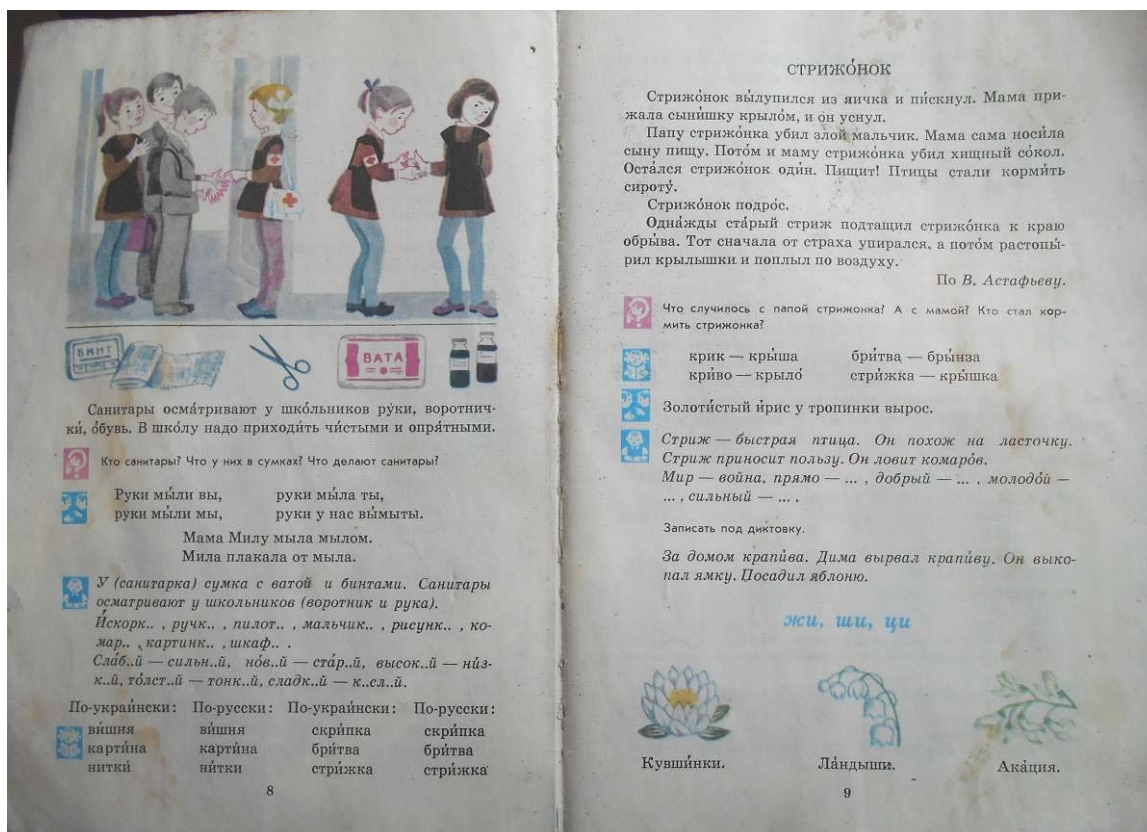 БИНТ
ВАТА
Санита́ры осма́тривают у шко́льников ру́ки, воротнич-
ки́, о́бувь. В шко́лу надо приходи́ть чи́стыми и опря́тными.
Кто санитары? Что у них в сумках? Что делают санитары?
Руки мы́ли вы,
руки мы́ла ты,
руки мы́ли мы,
руки у нас вы́мыты.
Мама Милу мыла мылом.
Мила плакала от мыла.
У (санитарка) сумка с ватой и бинтами. Санитары
осматривают у школьников (воротник и рука).
И́скорк.. , ручк.. , пилот.. , мальчик.. , рисунк.. , ко-
мар.. , картинк.. , шкаф.. .
Сла́б..й — сильн..й, но́в..й — ста́р..й, высок..й — ни́з-
к..й, то́лст..й — тонк..й, сладк..й — к..сл..й.
По-украи́нски: По-русски: По-украи́нски: По-русски:
ви́шня ви́шня скри́пка скри́пка
карти́на карти́на бри́тва бри́тва
нитки́ ни́тки стри́жка стри́жка
8
СТРИЖО́НОК
Стрижо́нок вы́лупился из яичка и пи́скнул. Мама при-
жала сыни́шку крыло́м, и он уснул.
Папу стрижо́нка убил злой мальчик. Мама сама носи́ла
сыну пищу. Пото́м и маму стрижо́нка убил хищный со́кол.
Оста́лся стрижо́нок оди́н. Пищит! Птицы стали корми́ть
сироту́.
Стрижо́нок подро́с.
Одна́жды ста́рый стриж подтащил стрижо́нка к краю
обры́ва. Тот сначала от страха упирался, а пото́м растопы́-
рил крылышки и поплыл по воздуху.
По В. Астафьеву.
Что случилось с папой стрижонка? А с мамой? Кто стал кор-
мить стрижонка?
крик — кры́ша бри́тва — бры́нза
кри́во — крыло́ стри́жка — кры́шка
Золоти́стый и́рис у тропинки вырос.
Стриж — быстрая птица. Он похож на ласточку.
Стриж приносит пользу. Он ловит комаро́в.
Мир — война, прямо — ... , добрый — ... , молодо́й —
... , сильный — ... .
Записать под диктовку.
За домом крапи́ва. Дима вырвал крапи́ву. Он выко-
пал ямку. Посадил яблоню.
жи, ши, ци
Кувши́нки. Ла́ндыши. Ака́ция.
9